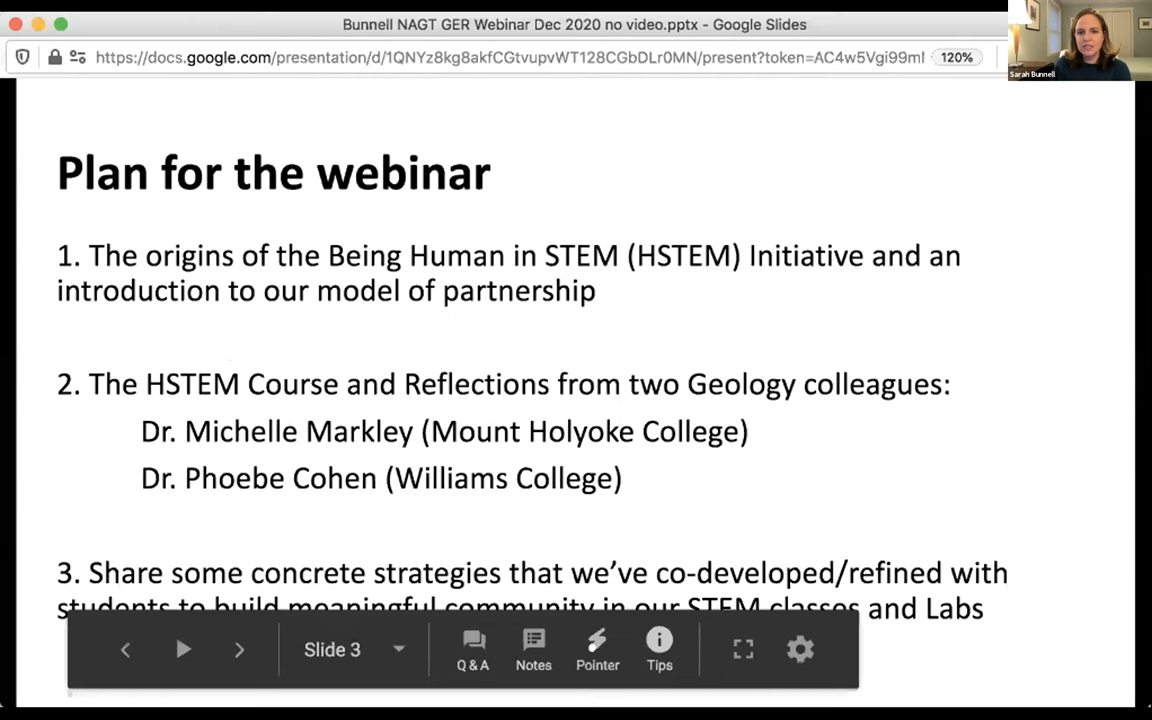 Bunnell NAGT GER Webinar Dec 2020 no video.pptx - Google Slides
https://docs.google.com/presentation/d/1QNYz8kg8akfCGtvupvWT128CGbDLr0MN/present?token=AC4w5Vgi99ml
120%
Sarah Bunnell
Plan for the webinar
1. The origins of the Being Human in STEM (HSTEM) Initiative and an
introduction to our model of partnership
2. The HSTEM Course and Reflections from two Geology colleagues:
Dr. Michelle Markley (Mount Holyoke College)
Dr. Phoebe Cohen (Williams College)
3. Share some concrete strategies that we’ve co-developed/refined with
students to build meaningful community in our STEM classes and Labs
Slide 3
Q & A
Notes
Pointer
Tips